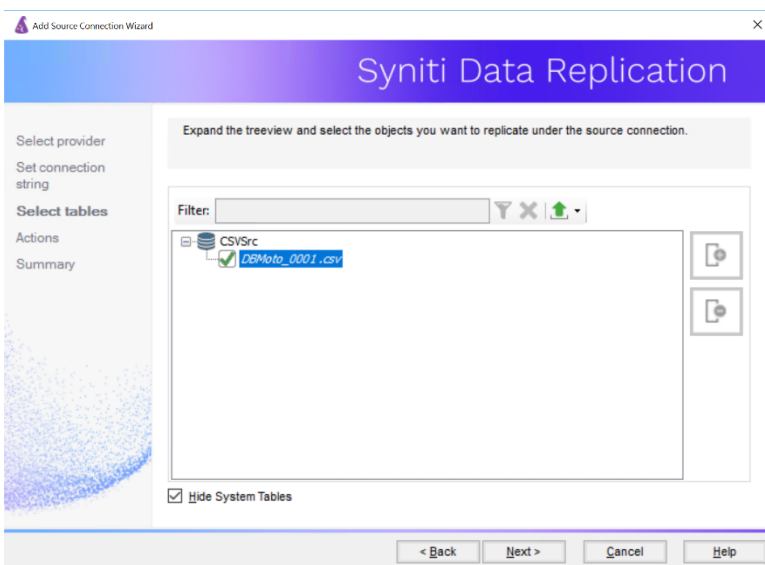 Add Source Connection Wizard
Syniti Data Replication
Select provider
Set connection
string
Select tables
Actions
Summary
Expand the treeview and select the objects you want to replicate under the source connection.
Filter:
CSVSrc
DBMoto_0001.csv
Hide System Tables
< Back Next > Cancel Help